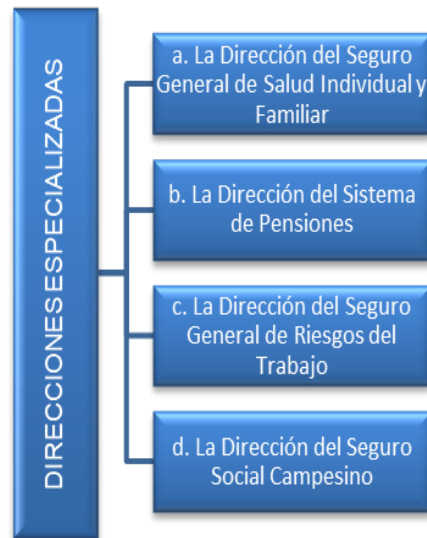 DIRECCIONES ESPECIALIZADAS
a. La Dirección del Seguro
General de Salud Individual y
Familiar
b. La Dirección del Sistema
de Pensiones
c. La Dirección del Seguro
General de Riesgos del
Trabajo
d. La Dirección del Seguro
Social Campesino